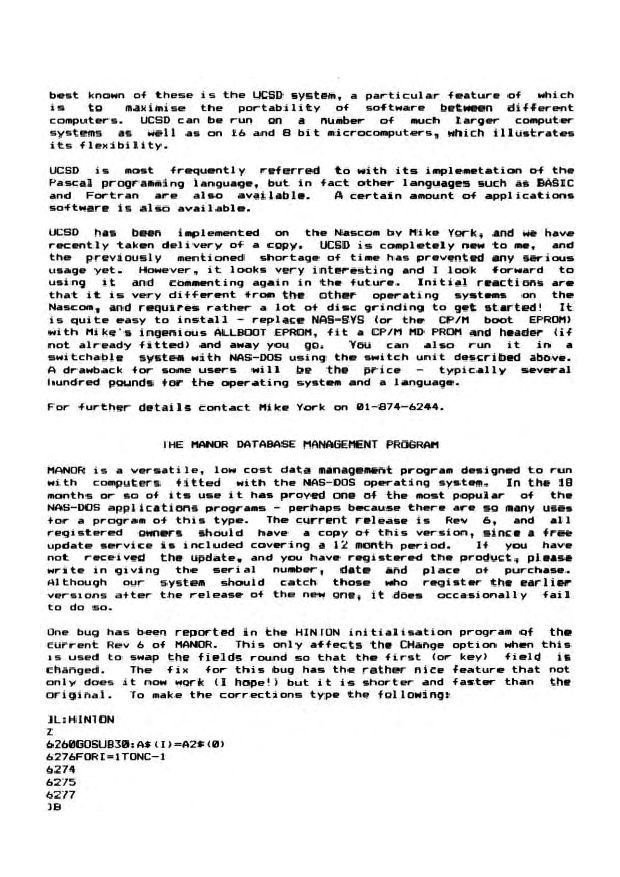 best known of these is the UCSD system, a particular feature of which
is to maximise the portability of software between different
computers. UCSD can be run on a number of much larger computer
systems as well as on 16 and 8 bit microcomputers, which illustrates
its flexibility.
UCSD is most frequently referred to with its implemetation of the
Pascal programming language, but in fact other languages such as BASIC
and Fortran are also available. A certain amount of applications
software is also available.
UCSD has been implemented on the Nascom by Mike York, and we have
recently taken delivery of a copy. UCSD is completely new to me, and
the previously mentioned shortage of time has prevented any serious
usage yet. However, it looks very interesting and I look forward to
using it and commenting again in the future. Initial reactions are
that it is very different from the other operating systems on the
Nascom, and requires rather a lot of disc grinding to get started! It
is quite easy to install - replace NAS-SYS (or the CP/M boot EPROM)
with Mike's ingenious ALLBOOT EPROM, fit a CP/M MD PROM and header (if
not already fitted) and away you go. You can also run it in a
switchable system with NAS-DOS using the switch unit described above.
A drawback for some users will be the price - typically several
hundred pounds for the operating system and a language.
For further details contact Mike York on 01-874-6244.
THE MANOR DATABASE MANAGEMENT PROGRAM
MANOR is a versatile, low cost data management program designed to run
with computers fitted with the NAS-DOS operating system. In the 18
months or so of its use it has proved one of the most popular of the
NAS-DOS applications programs - perhaps because there are so many uses
for a program of this type. The current release is Rev 6, and all
registered owners should have a copy of this version, since a free
update service is included covering a 12 month period. If you have
not received the update, and you have registered the product, please
write in giving the serial number, date and place of purchase.
Although our system should catch those who register the earlier
versions after the release of the new one, it does occasionally fail
to do so.
One bug has been reported in the HINTON initialisation program of the
current Rev 6 of MANOR. This only affects the CHange option when this
is used to swap the fields round so that the first (or key) field is
changed. The fix for this bug has the rather nice feature that not
only does it now work (I hope!) but it is shorter and faster than the
original. To make the corrections type the following:
]L:HINTON
Z
6260GOSUB30:A$(I)=A2$(0)
6276FORI=1TONC-1
6274
6275
6277
]B